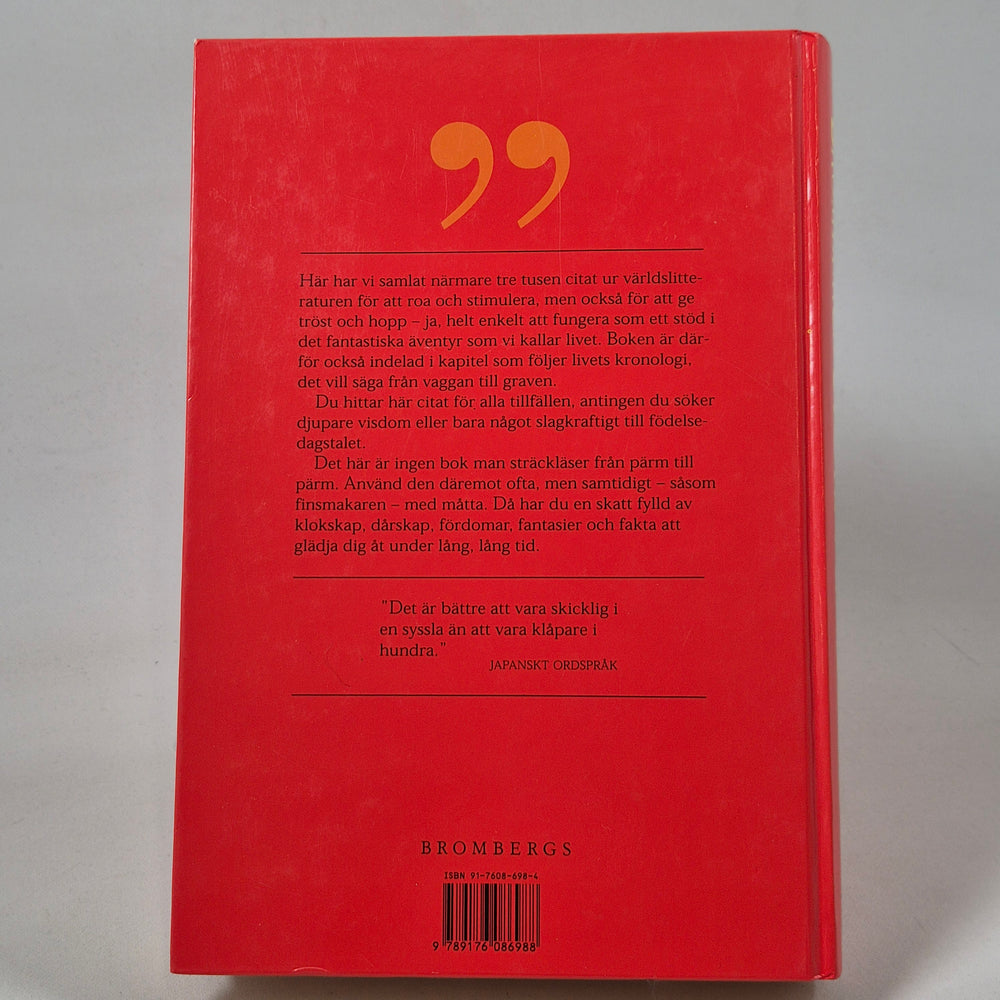 ”
Här har vi samlat närmare tre tusen citat ur världslitte-
raturen för att roa och stimulera, men också för att ge
tröst och hopp – ja, helt enkelt att fungera som ett stöd i
det fantastiska äventyr som vi kallar livet. Boken är där-
för också indelad i kapitel som följer livets kronologi,
det vill säga från vaggan till graven.
Du hittar här citat för alla tillfällen, antingen du söker
djupare visdom eller bara något slagkraftigt till födelse-
dagstalet.
Det här är ingen bok man sträckläser från pärm till
pärm. Använd den däremot ofta, men samtidigt – såsom
finsmakaren – med måtta. Då har du en skatt fylld av
klokskap, dårskap, fördomar, fantasier och fakta att
glädja dig åt under lång, lång tid.
"Det är bättre att vara skicklig i
en syssla än att vara klåpare i
hundra."
JAPANSKT ORDSPRÅK
BROMBERGS
ISBN 91-7608-698-4
9 789176 086988